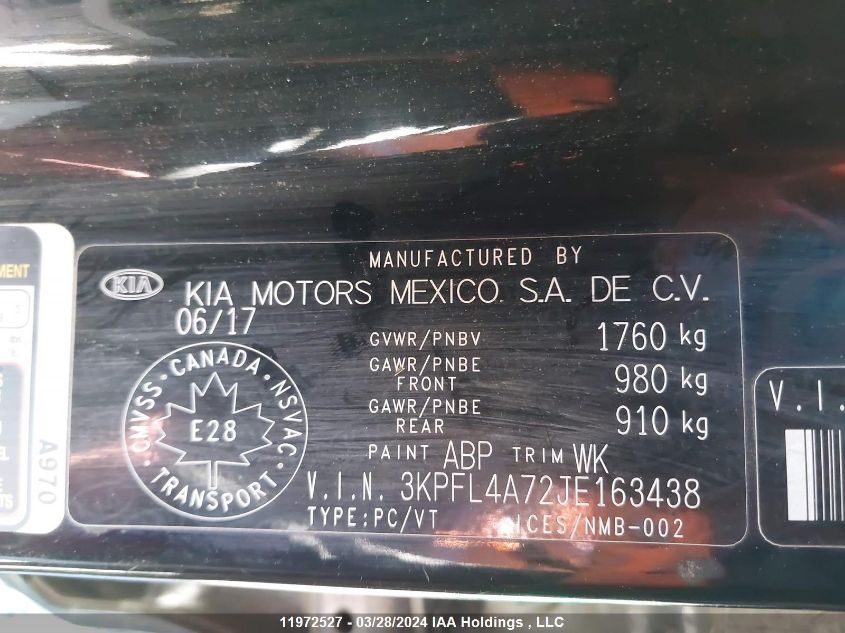 MANUFACTURED BY
KIA
KIA MOTORS MEXICO S.A. DE C.V.
06/17
GVWR/PNBV 1760 kg
GAWR/PNBE FRONT 980 kg
GAWR/PNBE REAR 910 kg
CANADA
CMVSS
NSVAC
E28
TRANSPORT
PAINT ABP TRIM WK
V.I.N. 3KPFL4A72JE163438
TYPE:PC/VT ICES/NMB-002
MENT
A970
V.I.
11972527 - 03/28/2024 IAA Holdings , LLC